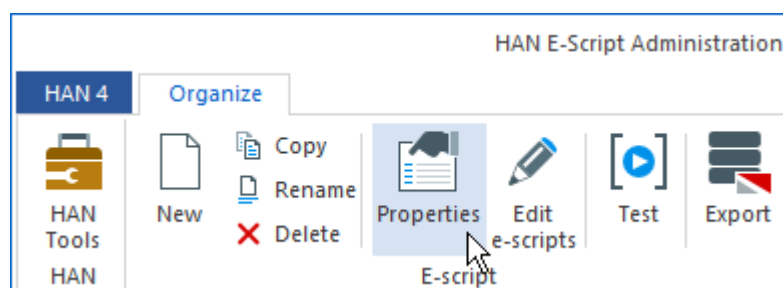 HAN E-Script Administration
HAN 4 Organize
HAN Tools
New
Copy
Rename
Delete
Properties
Edit e-scripts
Test
Export
HAN
E-script